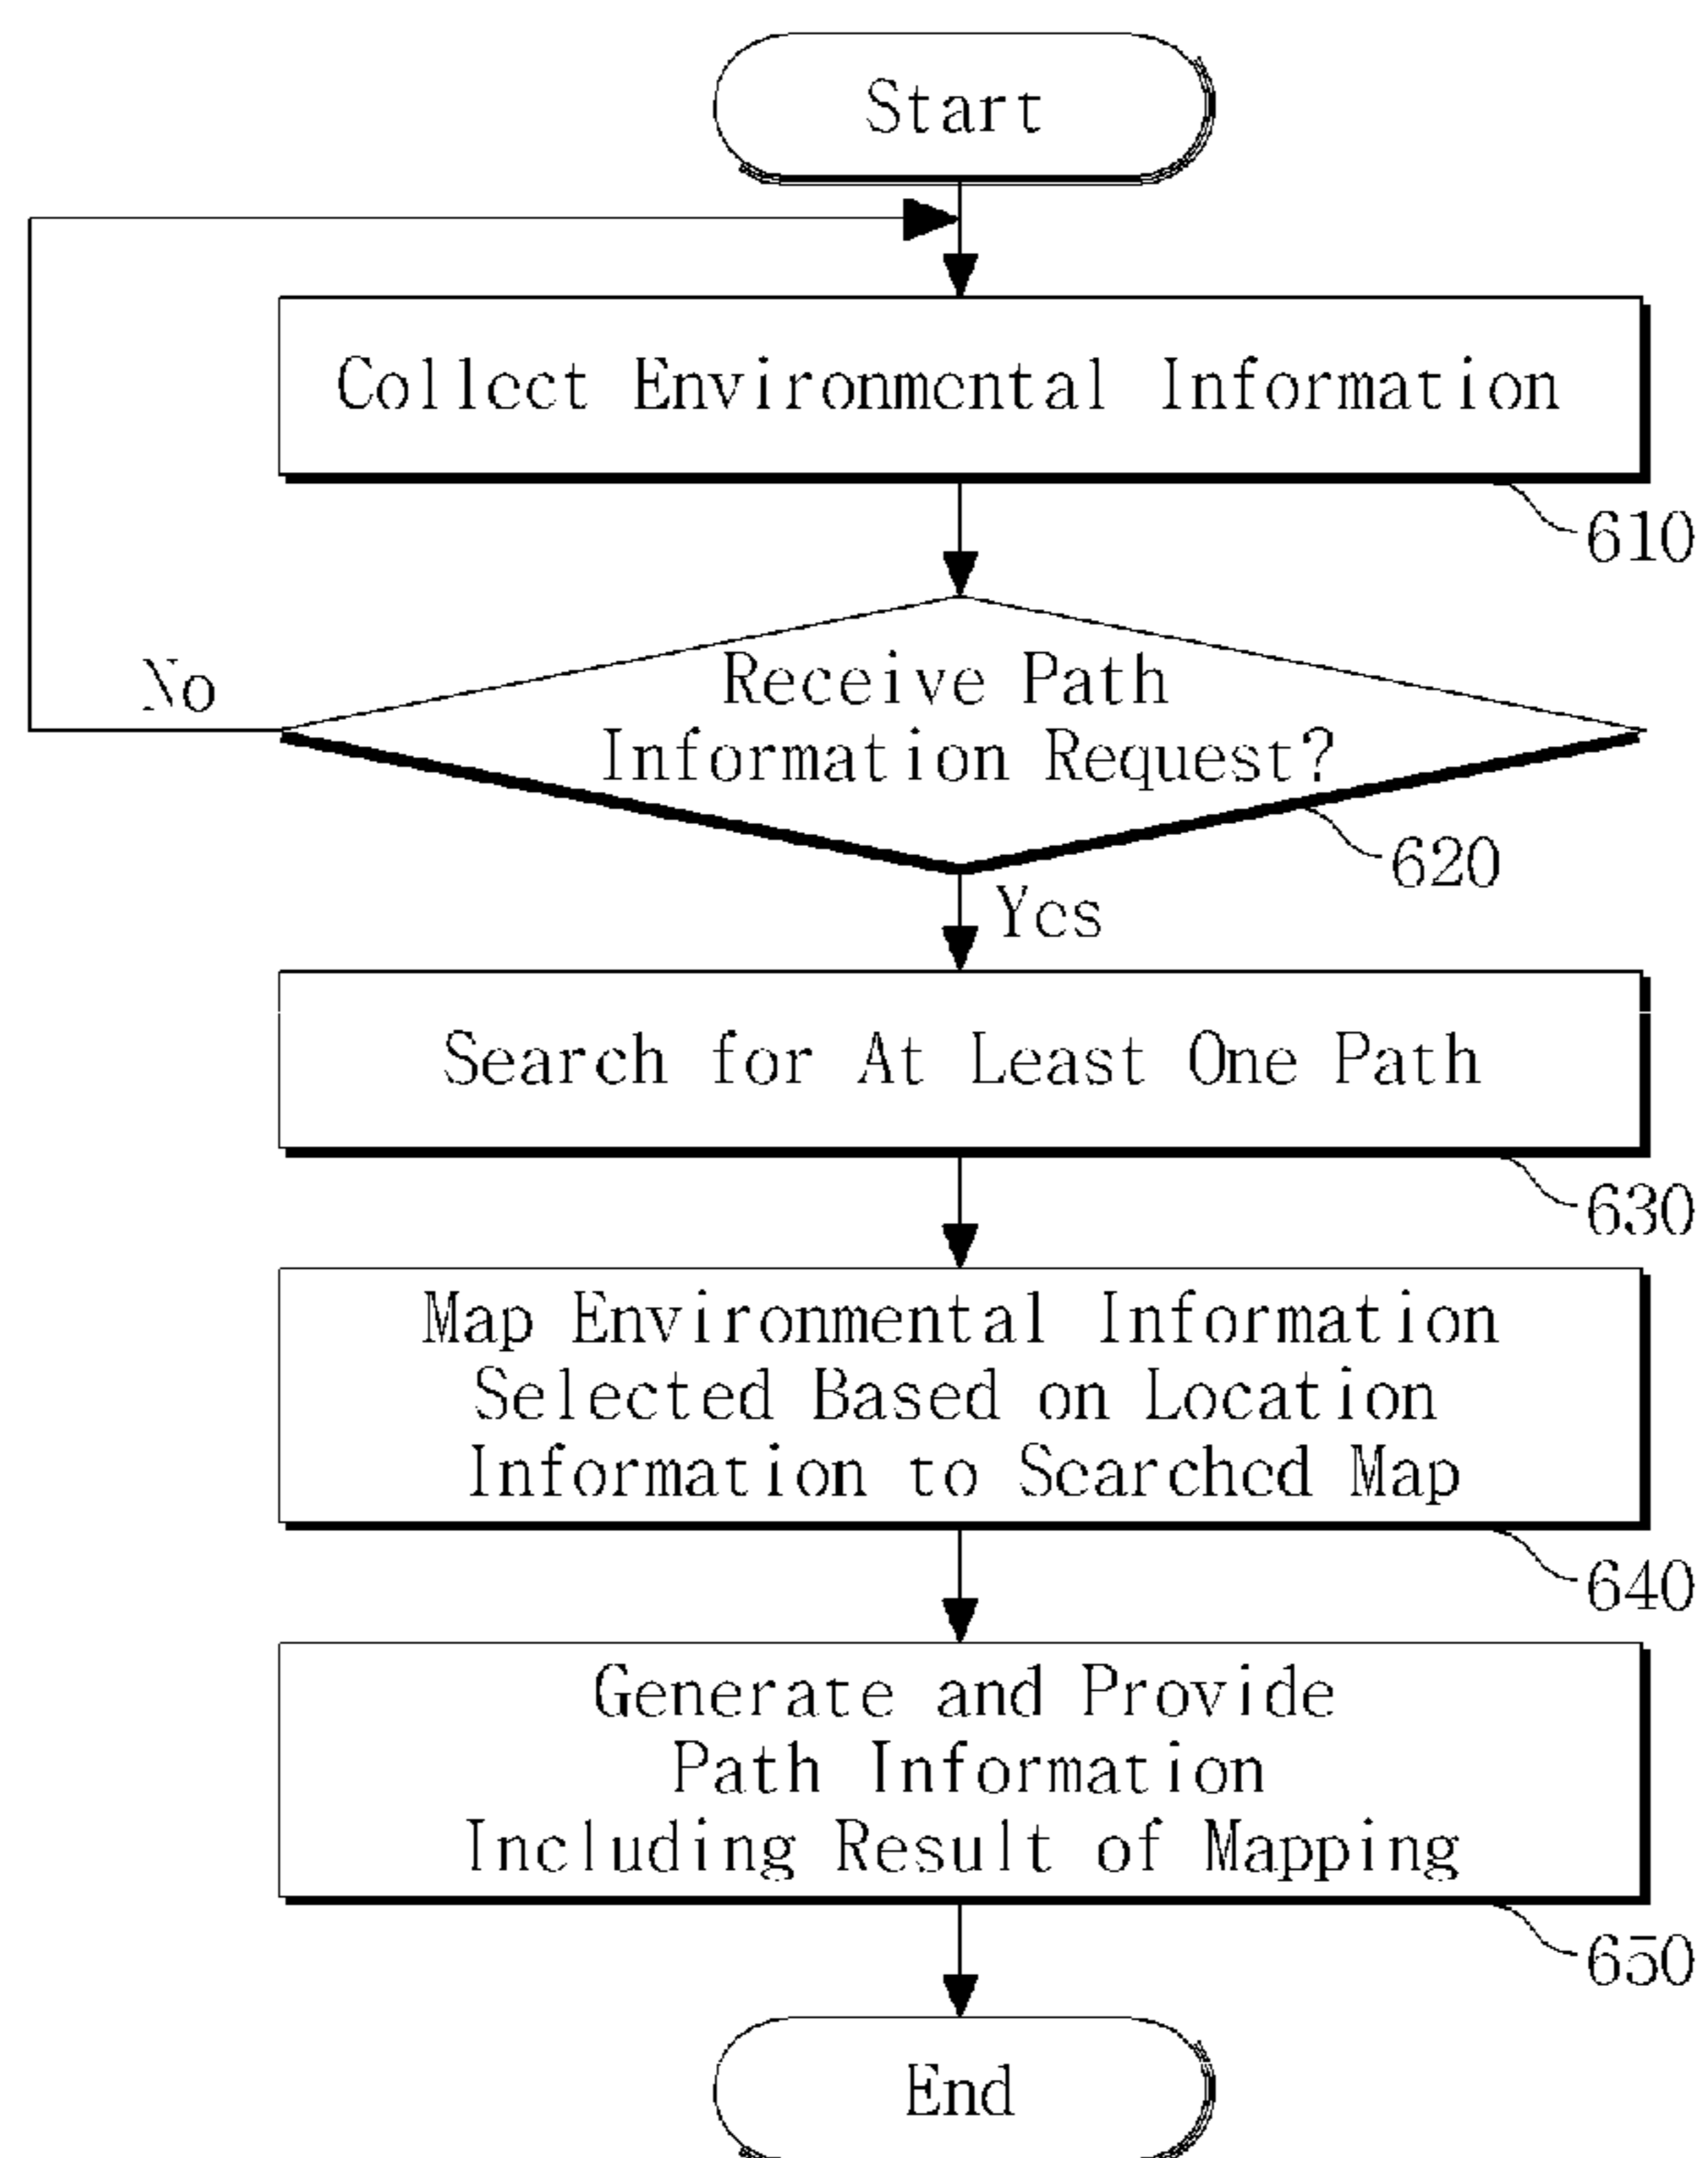 Start
Collect Environmental Information
610
Receive Path
Information Request?
No
620
Yes
Search for At Least One Path
630
Map Environmental Information
Selected Based on Location
Information to Searched Map
640
Generate and Provide
Path Information
Including Result of Mapping
650
End